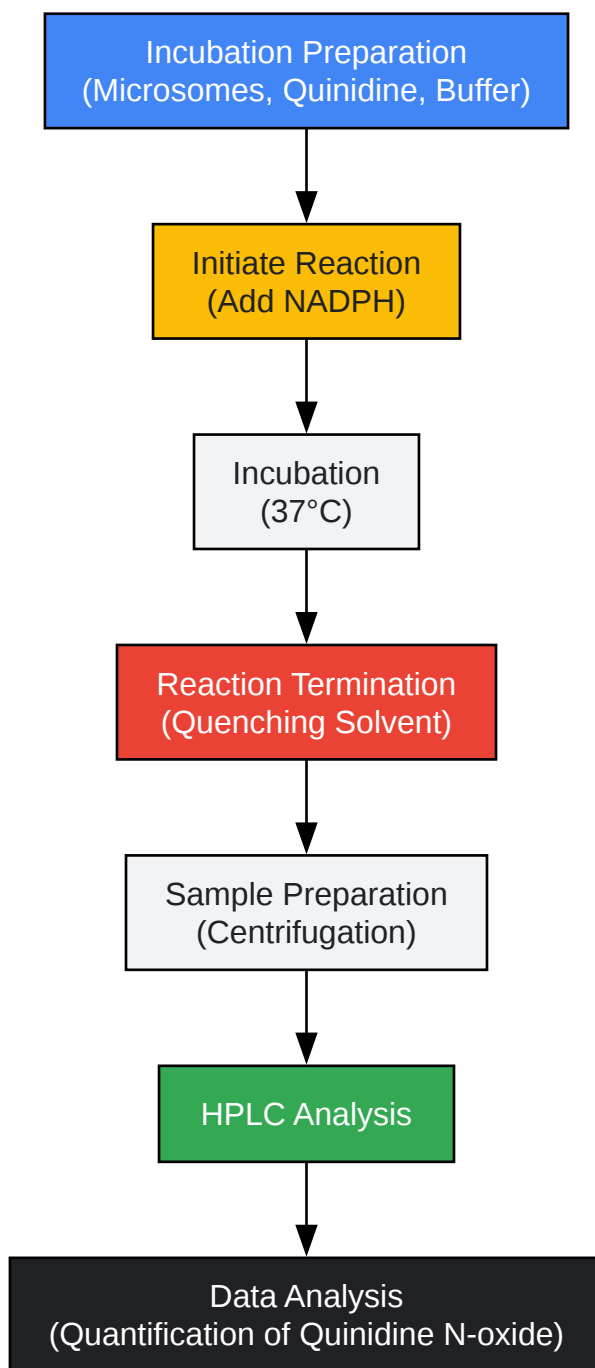 Incubation Preparation
(Microsomes, Quinidine, Buffer)
Initiate Reaction
(Add NADPH)
Incubation
(37°C)
Reaction Termination
(Quenching Solvent)
Sample Preparation
(Centrifugation)
HPLC Analysis
Data Analysis
(Quantification of Quinidine N-oxide)